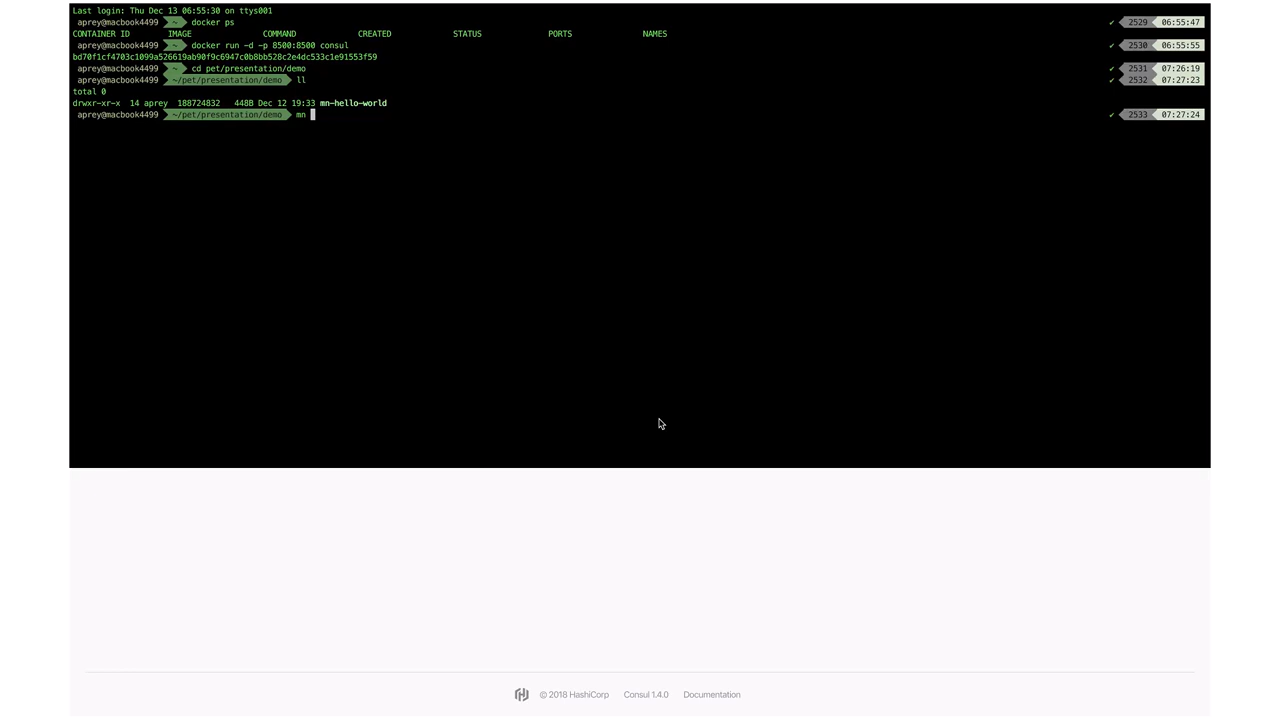 Last login: Thu Dec 13 06:55:30 on ttys001
aprey@macbook4499 ~ docker ps ✔ 2529 06:55:47
CONTAINER ID IMAGE COMMAND CREATED STATUS PORTS NAMES
aprey@macbook4499 ~ docker run -d -p 8500:8500 consul ✔ 2530 06:55:55
bd70f1cf4703c1099a526619ab90f9c6947c0b8bb528c2e4dc533c1e91553f59
aprey@macbook4499 ~ cd pet/presentation/demo ✔ 2531 07:26:19
aprey@macbook4499 ~/pet/presentation/demo ll ✔ 2532 07:27:23
total 0
drwxr-xr-x 14 aprey 188724832 448B Dec 12 19:33 mn-hello-world
aprey@macbook4499 ~/pet/presentation/demo mn ✔ 2533 07:27:24
© 2018 HashiCorp Consul 1.4.0 Documentation